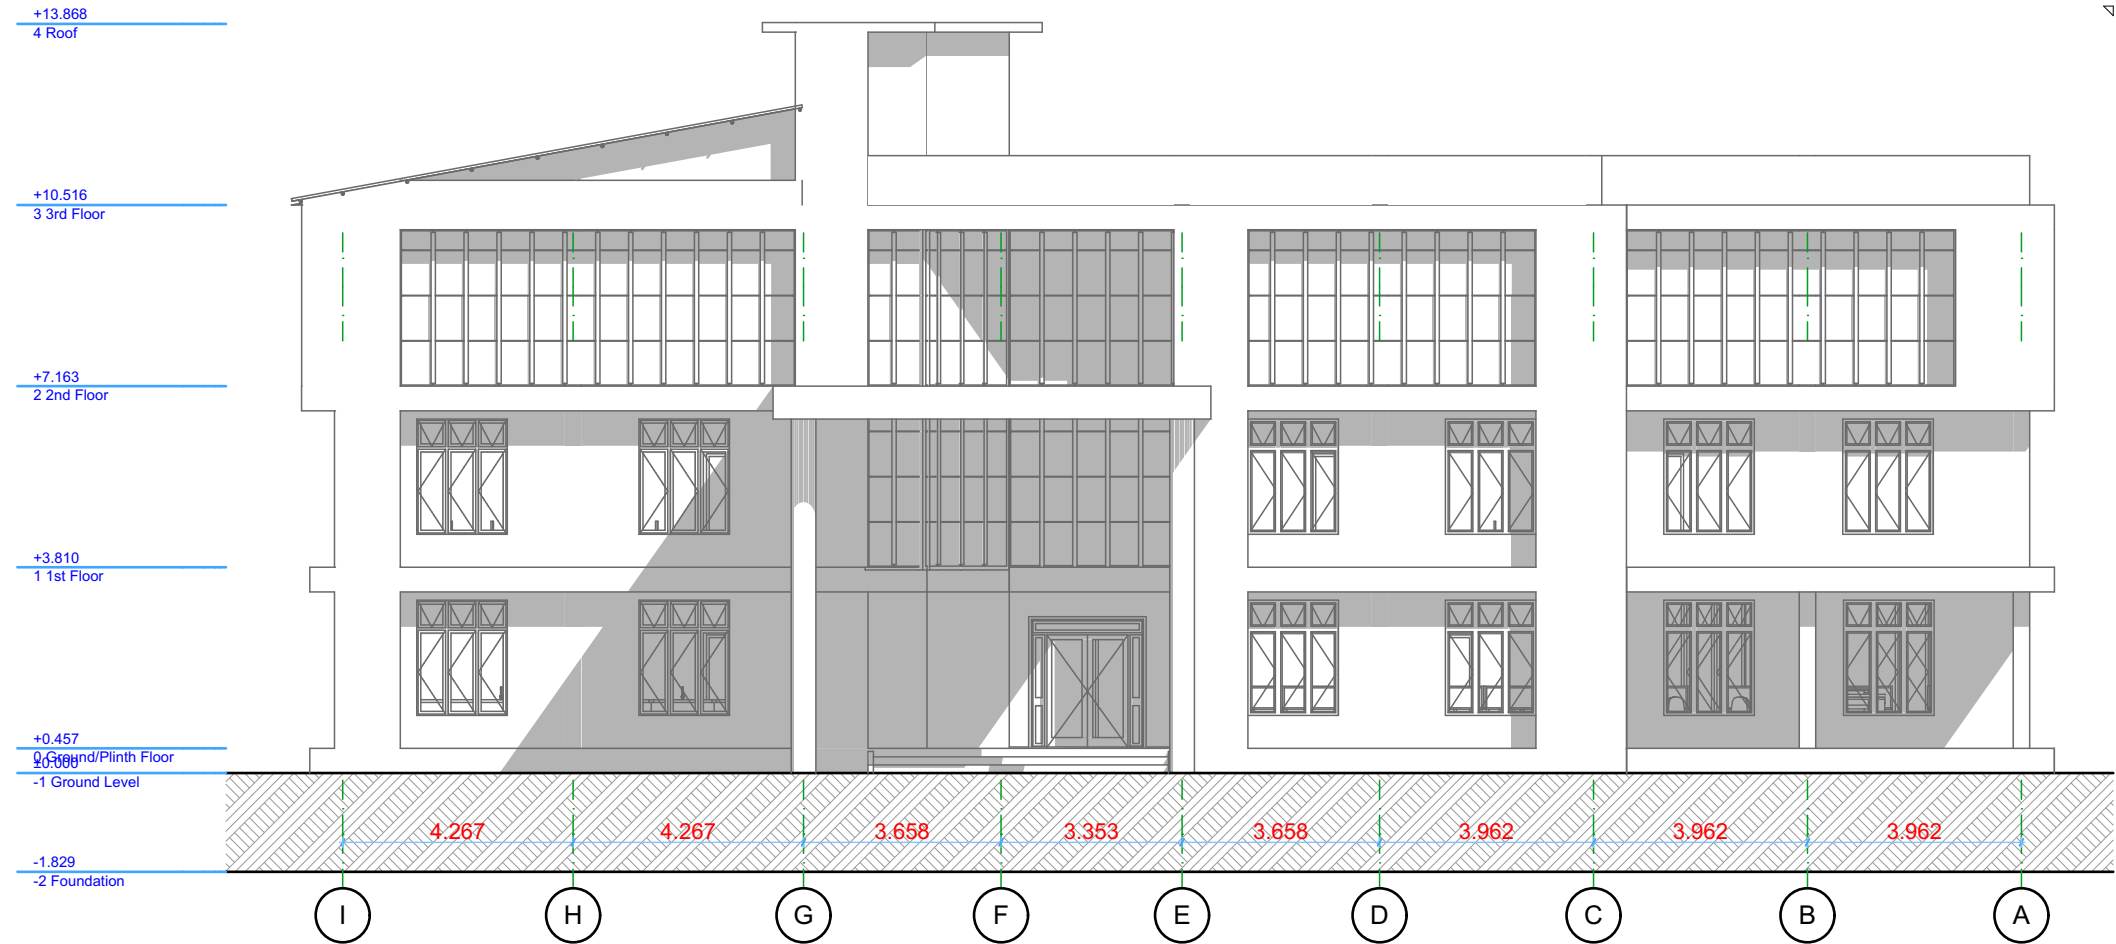 +13.868
4 Roof
+10.516
3 3rd Floor
+7.163
2 2nd Floor
+3.810
1 1st Floor
+0.457
0 Ground/Plinth Floor
±0.000
-1 Ground Level
4.267 4.267 3.658 3.353 3.658 3.962 3.962 3.962
-1.829
-2 Foundation
I H G F E D C B A